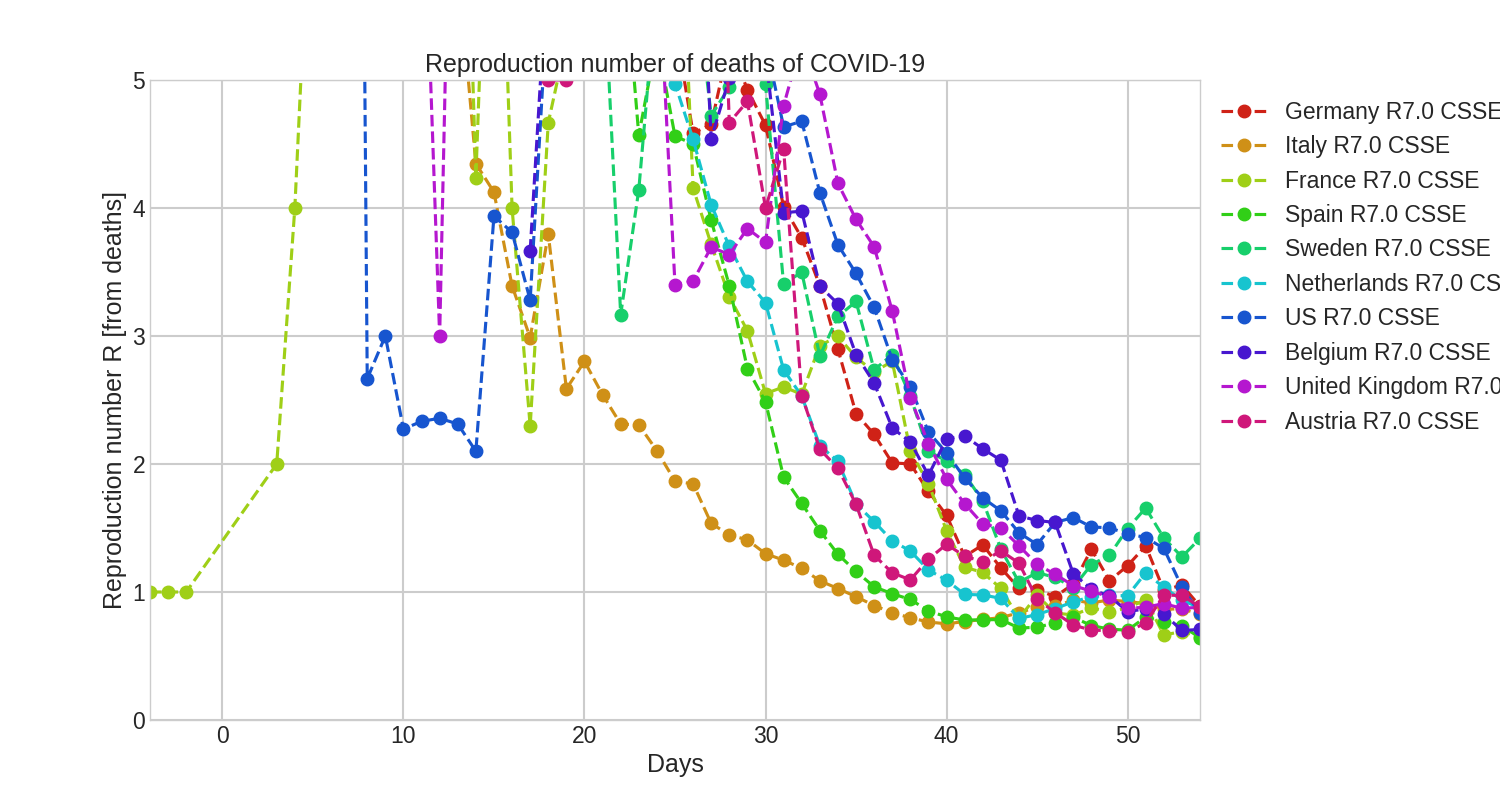 Reproduction number of deaths of COVID-19
Reproduction number R [from deaths]
5
4
3
2
1
0
0 10 20 30 40 50
Days
Germany R7.0 CSSE
Italy R7.0 CSSE
France R7.0 CSSE
Spain R7.0 CSSE
Sweden R7.0 CSSE
Netherlands R7.0 CS
US R7.0 CSSE
Belgium R7.0 CSSE
United Kingdom R7.0
Austria R7.0 CSSE